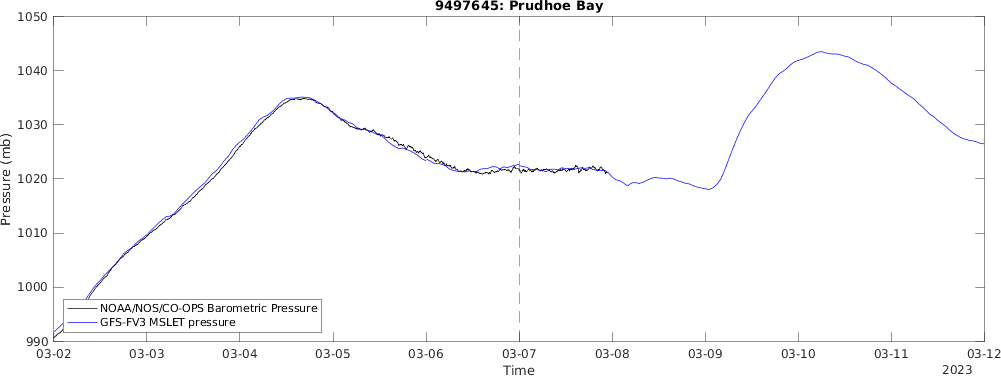 9497645: Prudhoe Bay
1050
1040
1030
1020
1010
1000
990
Pressure (mb)
NOAA/NOS/CO-OPS Barometric Pressure
GFS-FV3 MSLET pressure
03-02 03-03 03-04 03-05 03-06 03-07 03-08 03-09 03-10 03-11 03-12
Time
2023